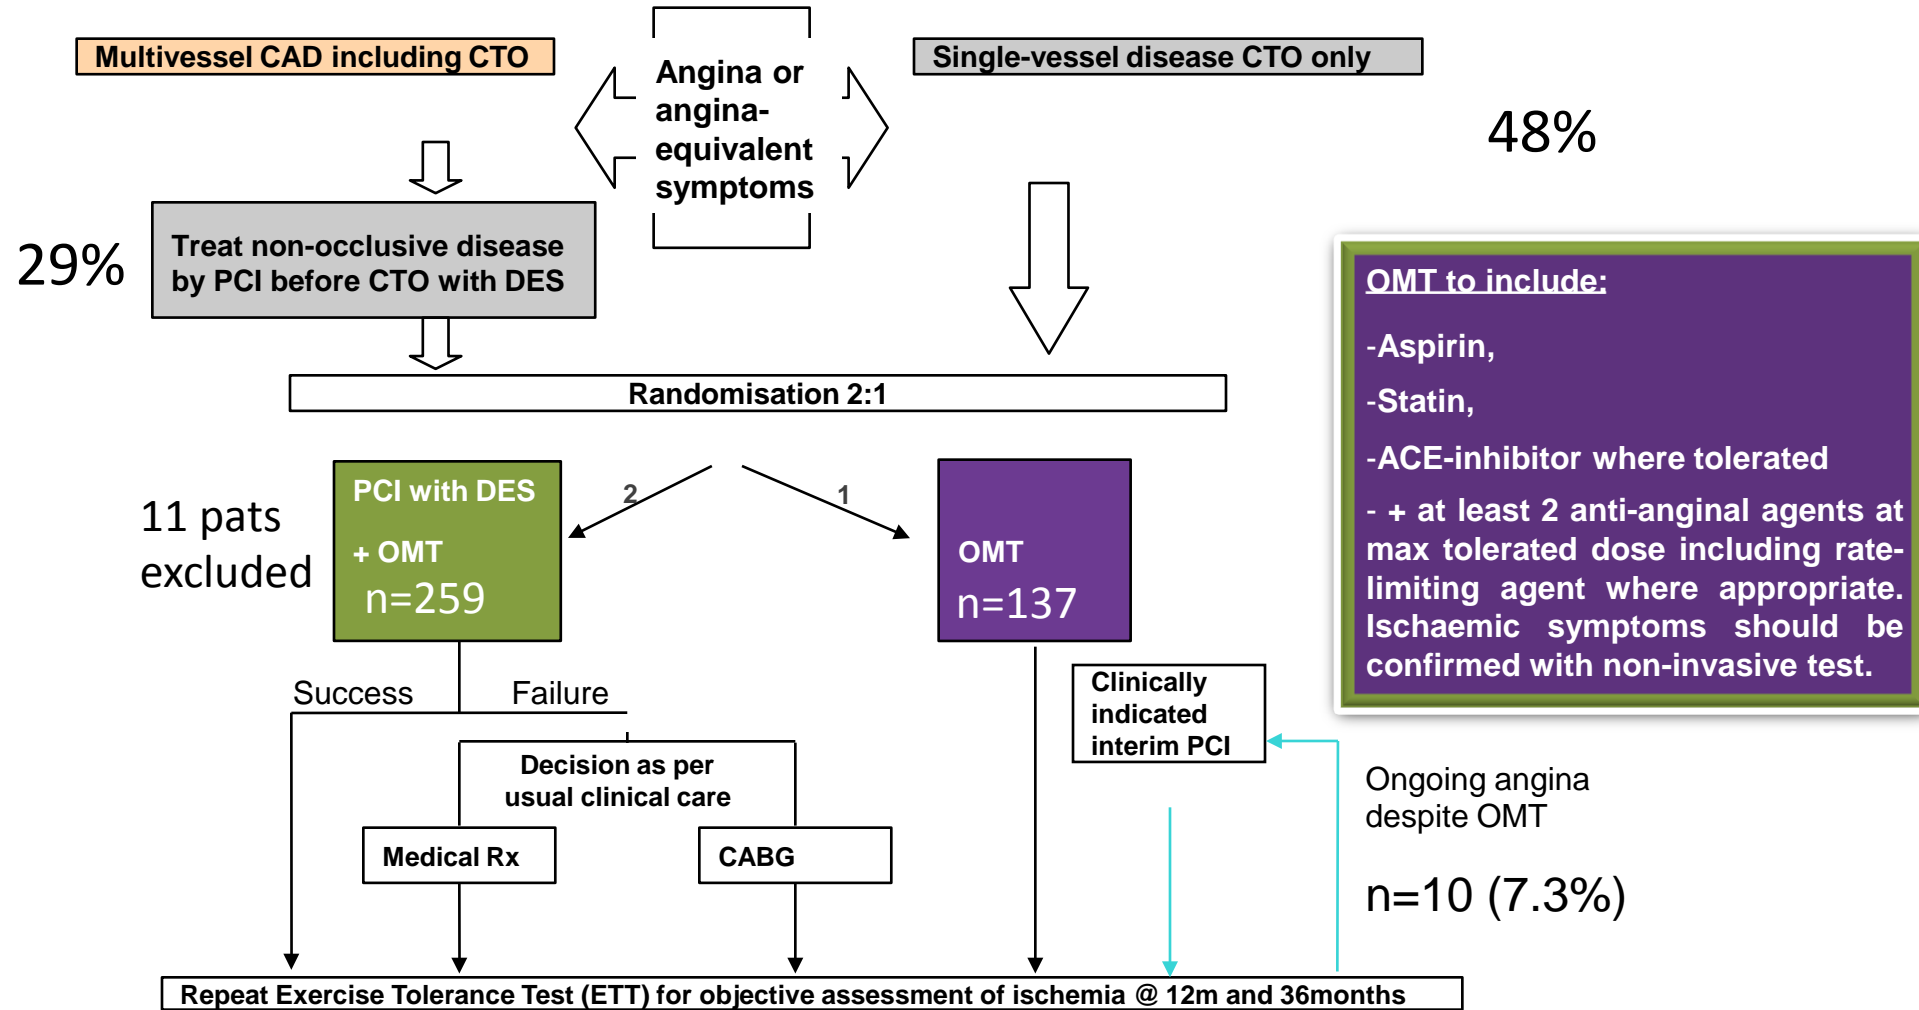 Multivessel CAD including CTO
Angina or
angina-
equivalent
symptoms
Single-vessel disease CTO only
48%
29%
Treat non-occlusive disease
by PCI before CTO with DES
Randomisation 2:1
OMT to include:
-Aspirin,
-Statin,
-ACE-inhibitor where tolerated
- + at least 2 anti-anginal agents at
max tolerated dose including rate-
limiting agent where appropriate.
Ischaemic symptoms should be
confirmed with non-invasive test.
11 pats
excluded
PCI with DES
+ OMT
n=259
2
1
OMT
n=137
Success
Failure
Decision as per
usual clinical care
Medical Rx
CABG
Clinically
indicated
interim PCI
Ongoing angina
despite OMT
n=10 (7.3%)
Repeat Exercise Tolerance Test (ETT) for objective assessment of ischemia @ 12m and 36months